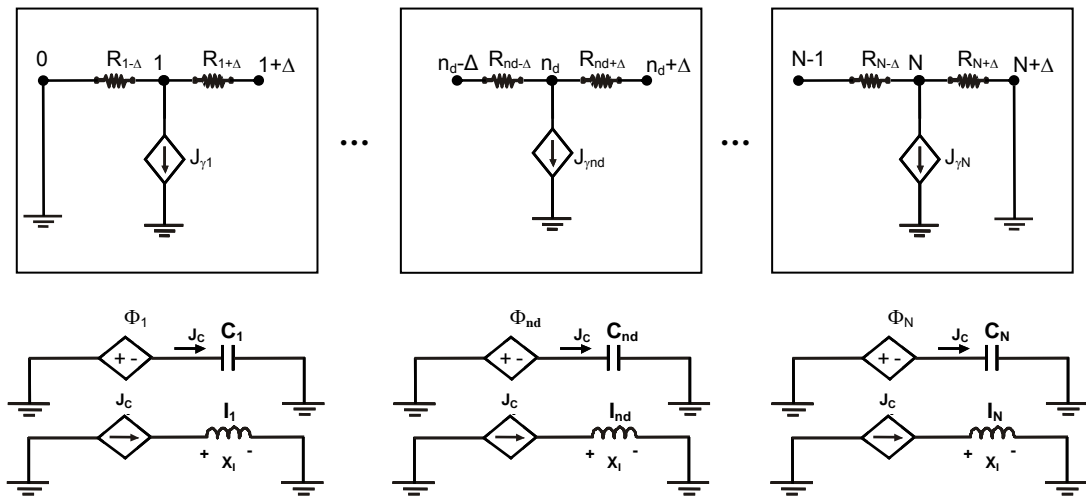 0 R1-Δ 1 R1+Δ 1+Δ
Jγ1
...
nd-Δ Rnd-Δ nd Rnd+Δ nd+Δ
Jγnd
...
N-1 RN-Δ N RN+Δ N+Δ
JγN
Φ1 JC C1
+ -
JC I1
+ XI -
Φnd JC Cnd
+ -
JC Ind
+ XI -
ΦN JC CN
+ -
JC IN
+ XI -